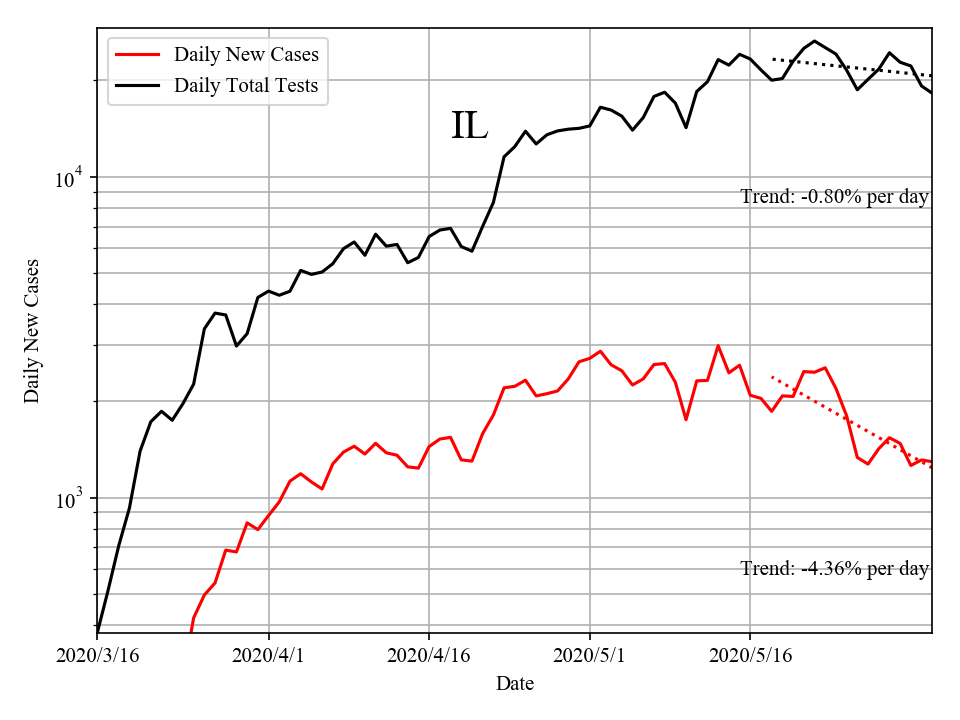 Daily New Cases
Daily Total Tests
IL
10^4
Trend: -0.80% per day
Daily New Cases
10^3
Trend: -4.36% per day
2020/3/16
2020/4/1
2020/4/16
2020/5/1
2020/5/16
Date